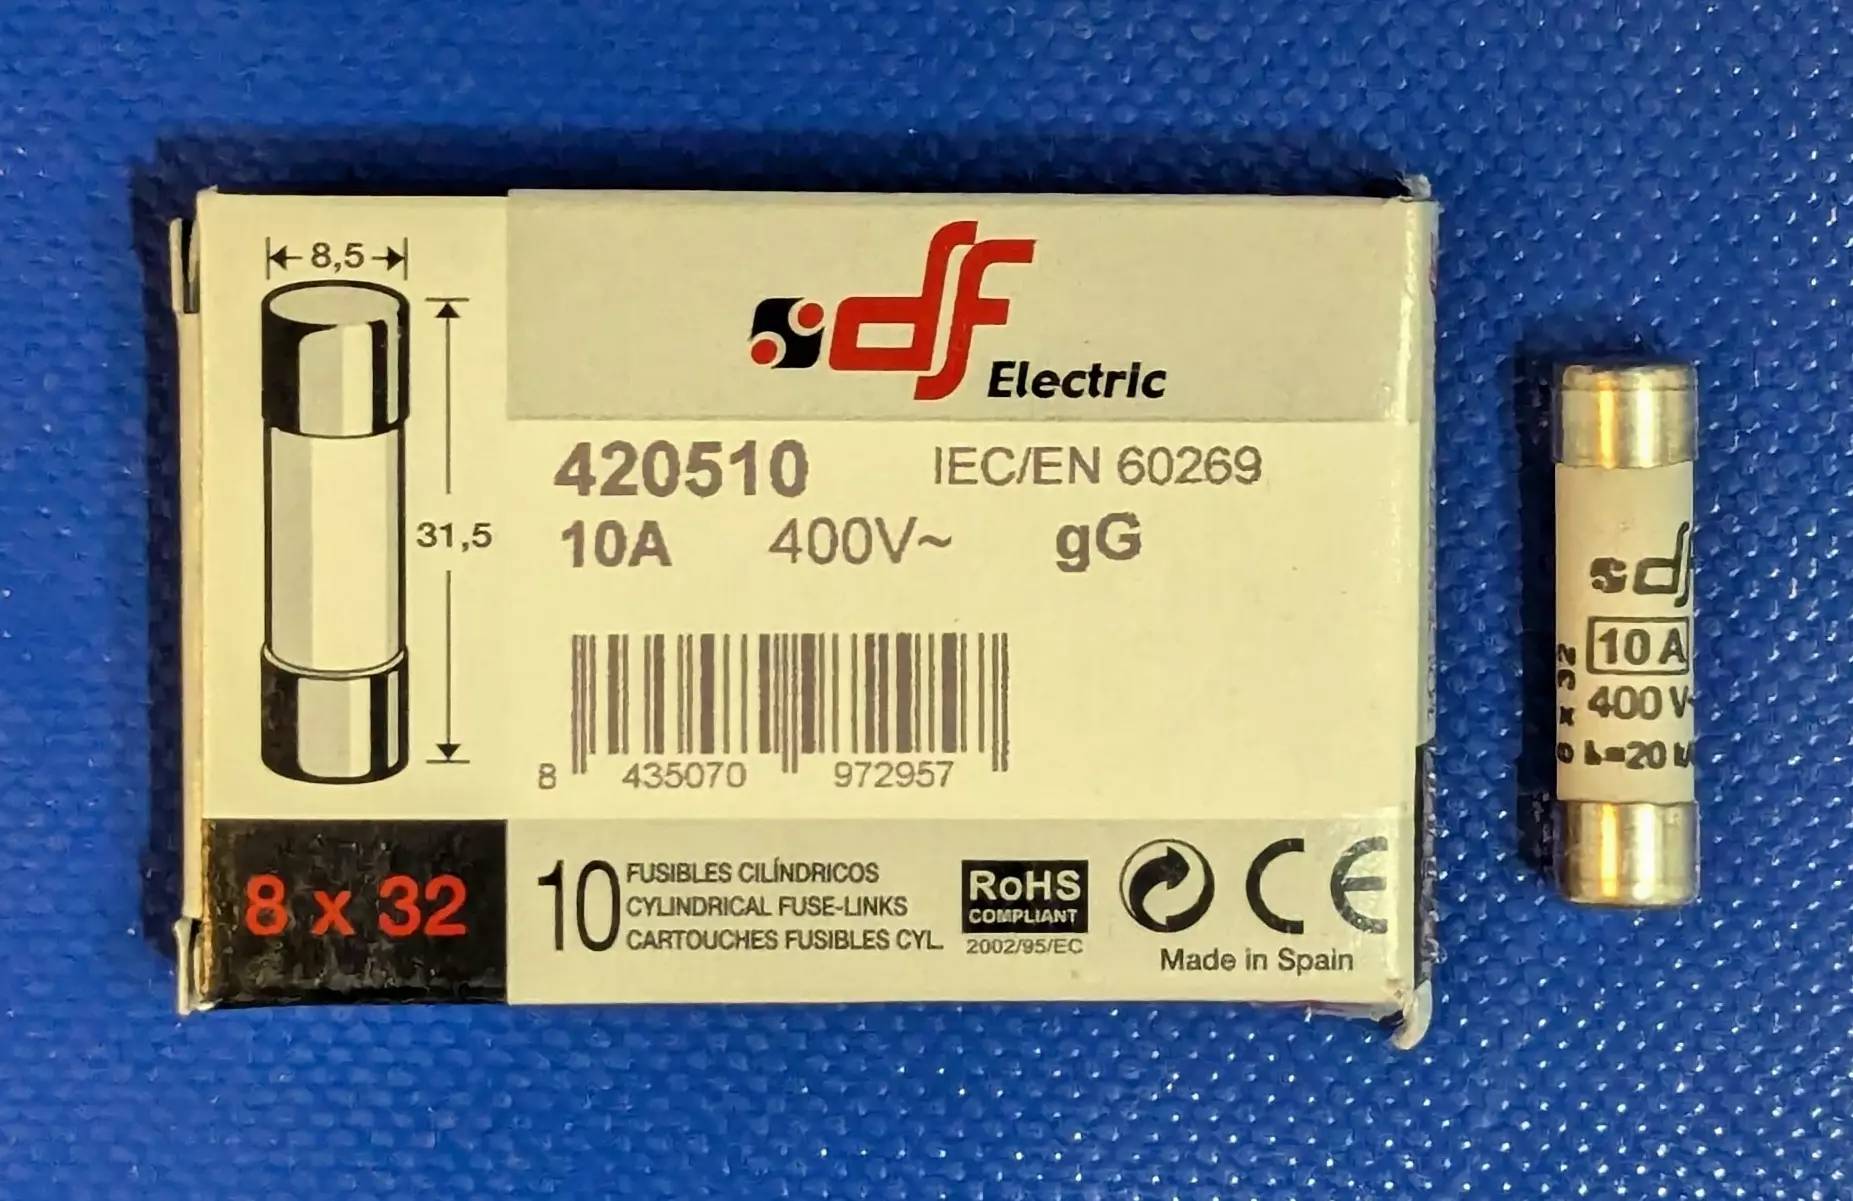 8,5
31,5
df
Electric
420510 IEC/EN 60269
10A 400V~ gG
8 435070 972957
8 x 32
10 FUSIBLES CILÍNDRICOS
CYLINDRICAL FUSE-LINKS
CARTOUCHES FUSIBLES CYL.
RoHS
COMPLIANT
2002/95/EC
CE
Made in Spain
df
10 A
400 V~
=20
x 32